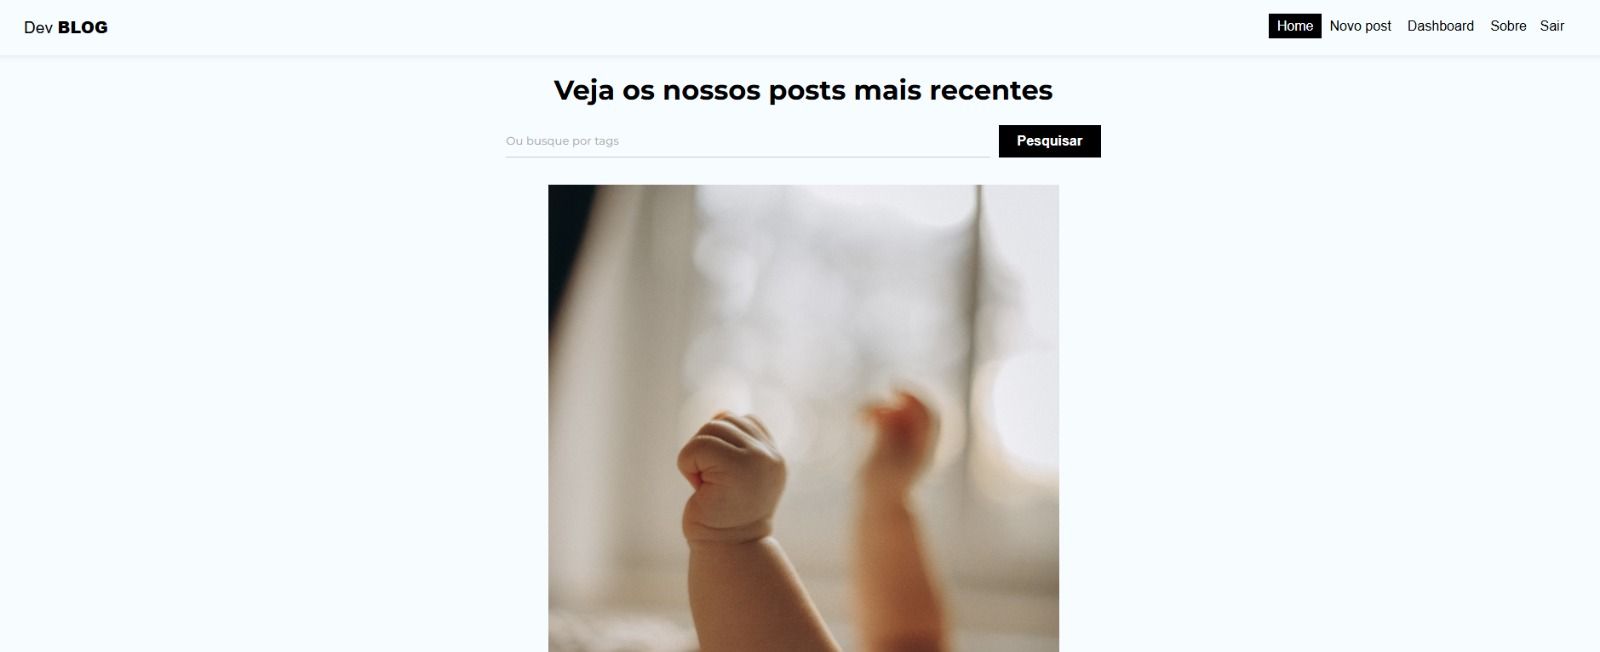 Dev BLOG
Home Novo post Dashboard Sobre Sair
Veja os nossos posts mais recentes
Ou busque por tags
Pesquisar